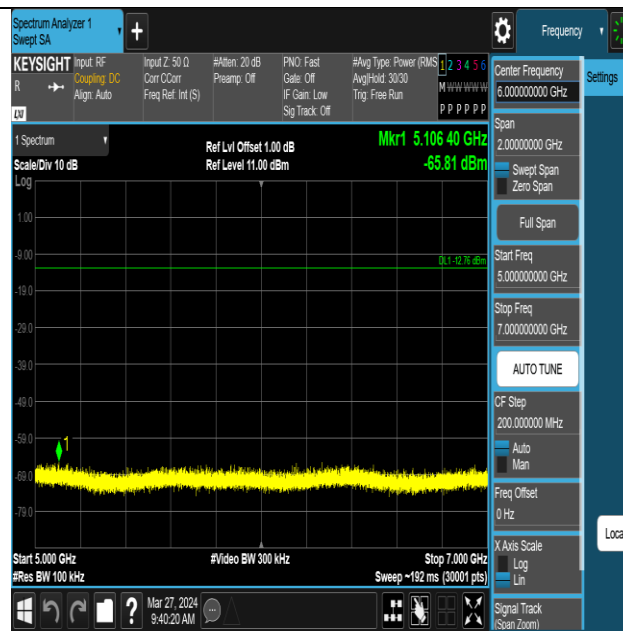 Spectrum Analyzer 1
Swept SA
Frequency
KEYSIGHT
R
LXI
Input: RF
Coupling: DC
Align: Auto
Input Z: 50 Ω
Corr CCorr
Freq Ref: Int (S)
#Atten: 20 dB
Preamp: Off
PNO: Fast
Gate: Off
IF Gain: Low
Sig Track: Off
#Avg Type: Power (RMS
Avg|Hold: 30/30
Trig: Free Run
1 2 3 4 5 6
M W W W W W
P P P P P P
1 Spectrum
Scale/Div 10 dB
Ref Lvl Offset 1.00 dB
Ref Level 11.00 dBm
Mkr1 5.106 40 GHz
-65.81 dBm
Log
1.00
-9.00
DL1 -12.76 dBm
-19.0
-29.0
-39.0
-49.0
-59.0
1
-69.0
-79.0
Start 5.000 GHz
#Res BW 100 kHz
#Video BW 300 kHz
Stop 7.000 GHz
Sweep ~192 ms (30001 pts)
Center Frequency
6.000000000 GHz
Settings
Span
2.00000000 GHz
Swept Span
Zero Span
Full Span
Start Freq
5.000000000 GHz
Stop Freq
7.000000000 GHz
AUTO TUNE
CF Step
200.000000 MHz
Auto
Man
Freq Offset
0 Hz
X Axis Scale
Log
Lin
Loca
Signal Track
(Span Zoom)
?
Mar 27, 2024
9:40:20 AM